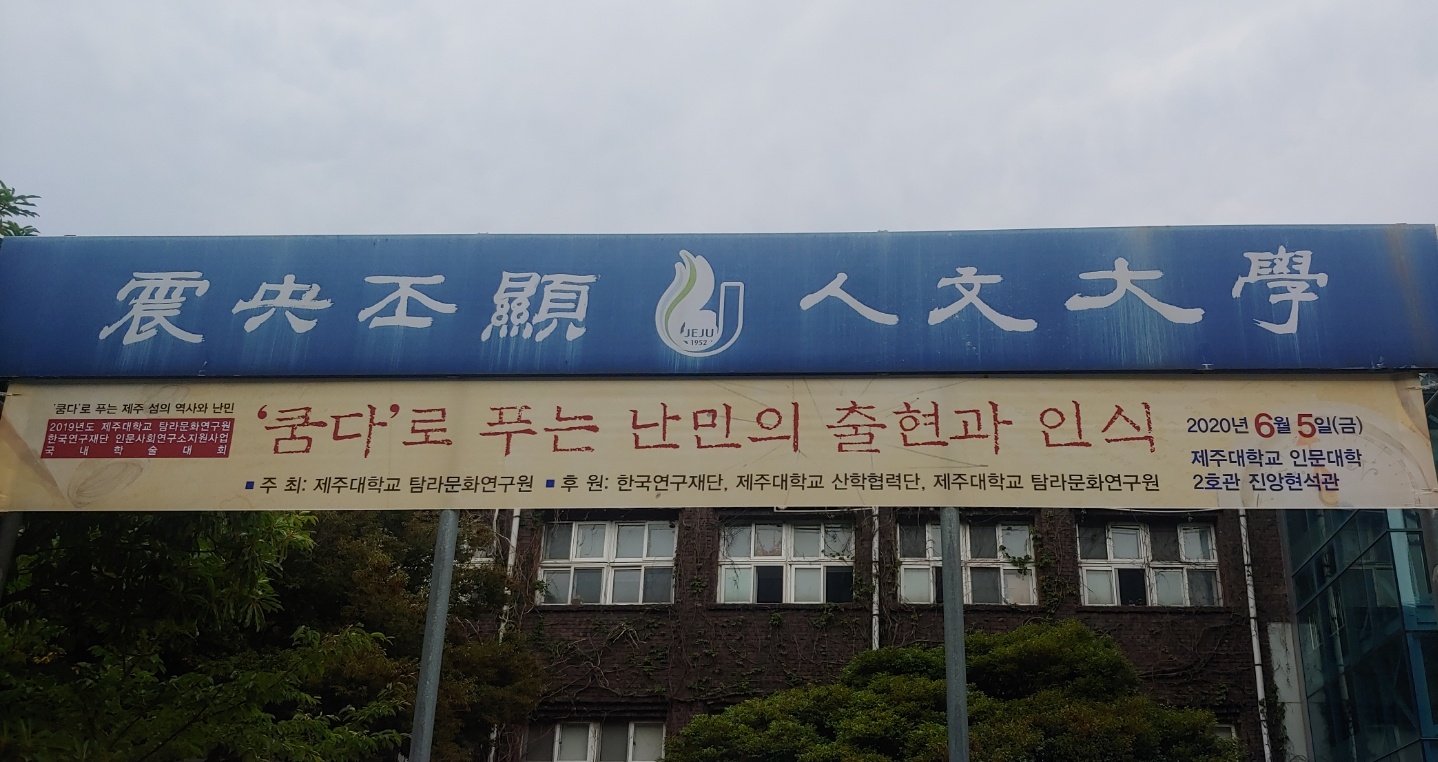 震央丕顯 JEJU 1952 人文大學
'쿰다'로 푸는 제주 섬의 역사와 난민
2019년도 제주대학교 탐라문화연구원
한국연구재단 인문사회연구소지원사업
국내학술대회
'쿰다'로 푸는 난민의 출현과 인식
■ 주 최: 제주대학교 탐라문화연구원 ■ 후 원: 한국연구재단, 제주대학교 산학협력단, 제주대학교 탐라문화연구원
2020년 6월 5일(금)
제주대학교 인문대학
2호관 진앙현석관